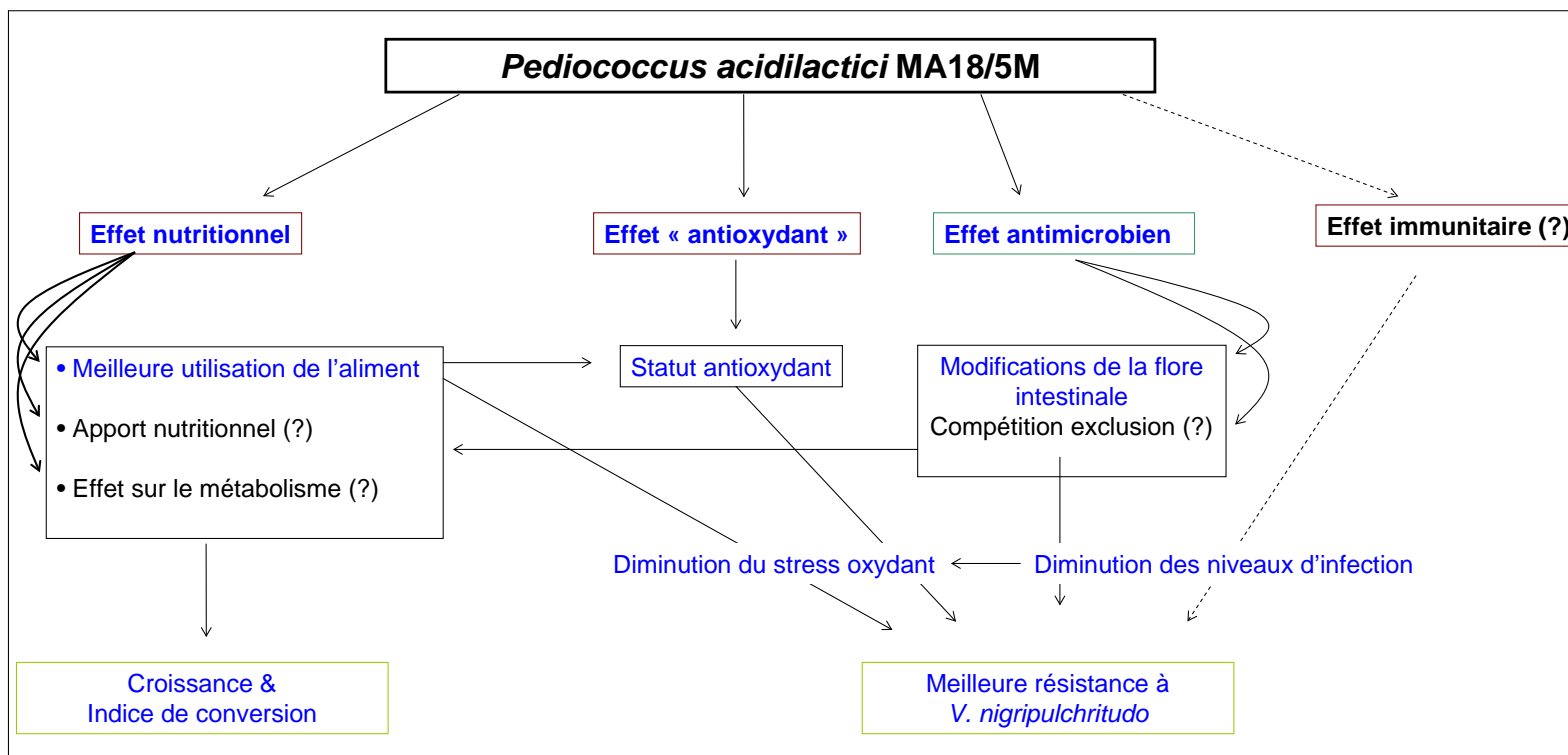 Pediococcus acidilactici MA18/5M
Effet nutritionnel
Effet « antioxydant »
Effet antimicrobien
Effet immunitaire (?)
• Meilleure utilisation de l'aliment
• Apport nutritionnel (?)
• Effet sur le métabolisme (?)
Statut antioxydant
Modifications de la flore
intestinale
Compétition exclusion (?)
Diminution du stress oxydant
Diminution des niveaux d'infection
Croissance &
Indice de conversion
Meilleure résistance à
V. nigripulchritudo